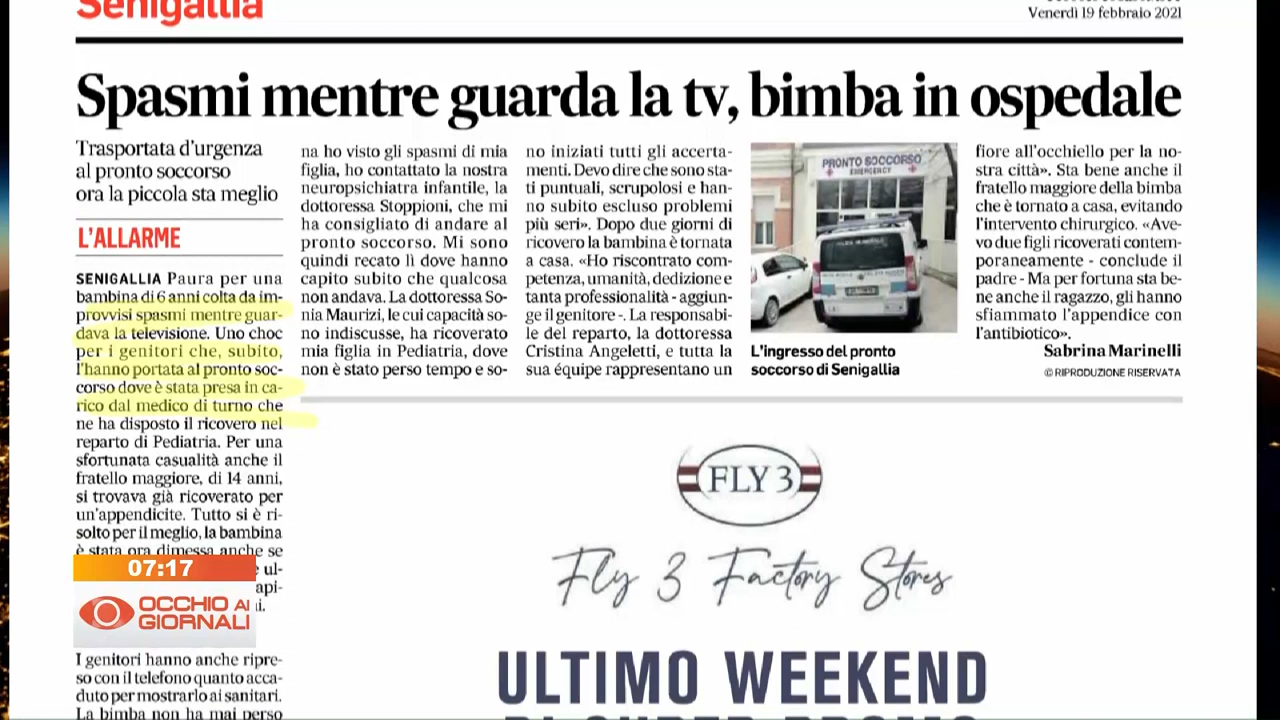 Senigallia
Venerdì 19 febbraio 2021
Spasmi mentre guarda la tv, bimba in ospedale
Trasportata d'urgenza
al pronto soccorso
ora la piccola sta meglio
L'ALLARME
SENIGALLIA Paura per una
bambina di 6 anni colta da im-
provvisi spasmi mentre guar-
dava la televisione. Uno choc
per i genitori che, subito,
l'hanno portata al pronto soc-
corso dove è stata presa in ca-
rico dal medico di turno che
ne ha disposto il ricovero nel
reparto di Pediatria. Per una
sfortunata casualità anche il
fratello maggiore, di 14 anni,
si trovava già ricoverato per
un'appendicite. Tutto si è ri-
solto per il meglio, la bambina
è stata ora dimessa anche se
ul-
api-
i.
I genitori hanno anche ripre-
so con il telefono quanto acca-
duto per mostrarlo ai sanitari.
La bimba non ha mai perso
na ho visto gli spasmi di mia
figlia, ho contattato la nostra
neuropsichiatra infantile, la
dottoressa Stoppioni, che mi
ha consigliato di andare al
pronto soccorso. Mi sono
quindi recato lì dove hanno
capito subito che qualcosa
non andava. La dottoressa So-
nia Maurizi, le cui capacità so-
no indiscusse, ha ricoverato
mia figlia in Pediatria, dove
non è stato perso tempo e so-
no iniziati tutti gli accerta-
menti. Devo dire che sono sta-
ti puntuali, scrupolosi e han-
no subito escluso problemi
più seri». Dopo due giorni di
ricovero la bambina è tornata
a casa. «Ho riscontrato com-
petenza, umanità, dedizione e
tanta professionalità - aggiun-
ge il genitore -. La responsabi-
le del reparto, la dottoressa
Cristina Angeletti, e tutta la
sua équipe rappresentano un
PRONTO SOCCORSO
EMERGENCY
L'ingresso del pronto
soccorso di Senigallia
fiore all'occhiello per la no-
stra città». Sta bene anche il
fratello maggiore della bimba
che è tornato a casa, evitando
l'intervento chirurgico. «Ave-
vo due figli ricoverati contem-
poraneamente - conclude il
padre - Ma per fortuna sta be-
ne anche il ragazzo, gli hanno
sfiammato l'appendice con
l'antibiotico».
Sabrina Marinelli
© RIPRODUZIONE RISERVATA
FLY 3
Fly 3 Factory Stores
ULTIMO WEEKEND
07:17
OCCHIO AI
GIORNALI